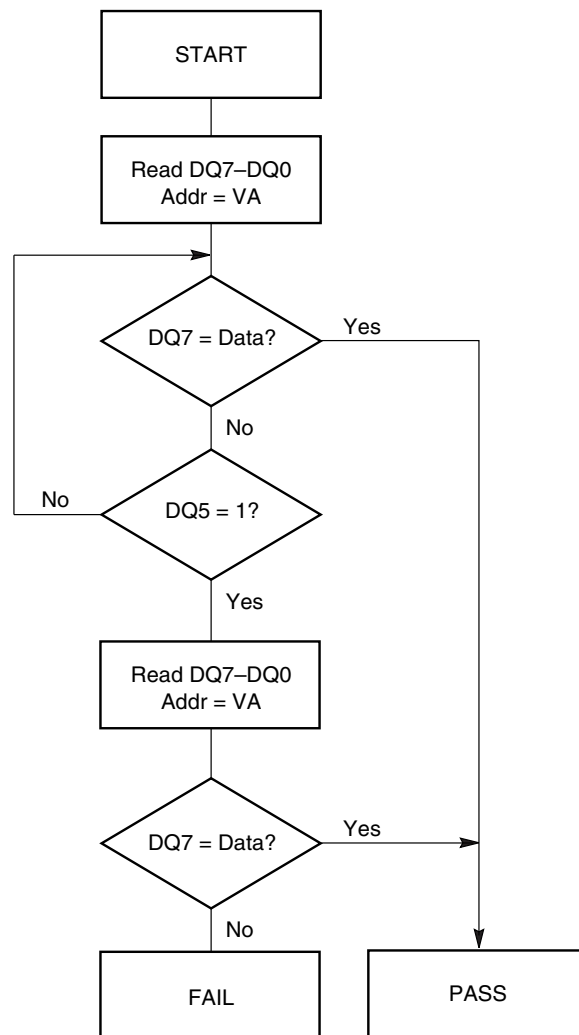 START
Read DQ7–DQ0
Addr = VA
DQ7 = Data?
Yes
No
No
DQ5 = 1?
Yes
Read DQ7–DQ0
Addr = VA
DQ7 = Data?
Yes
No
FAIL
PASS